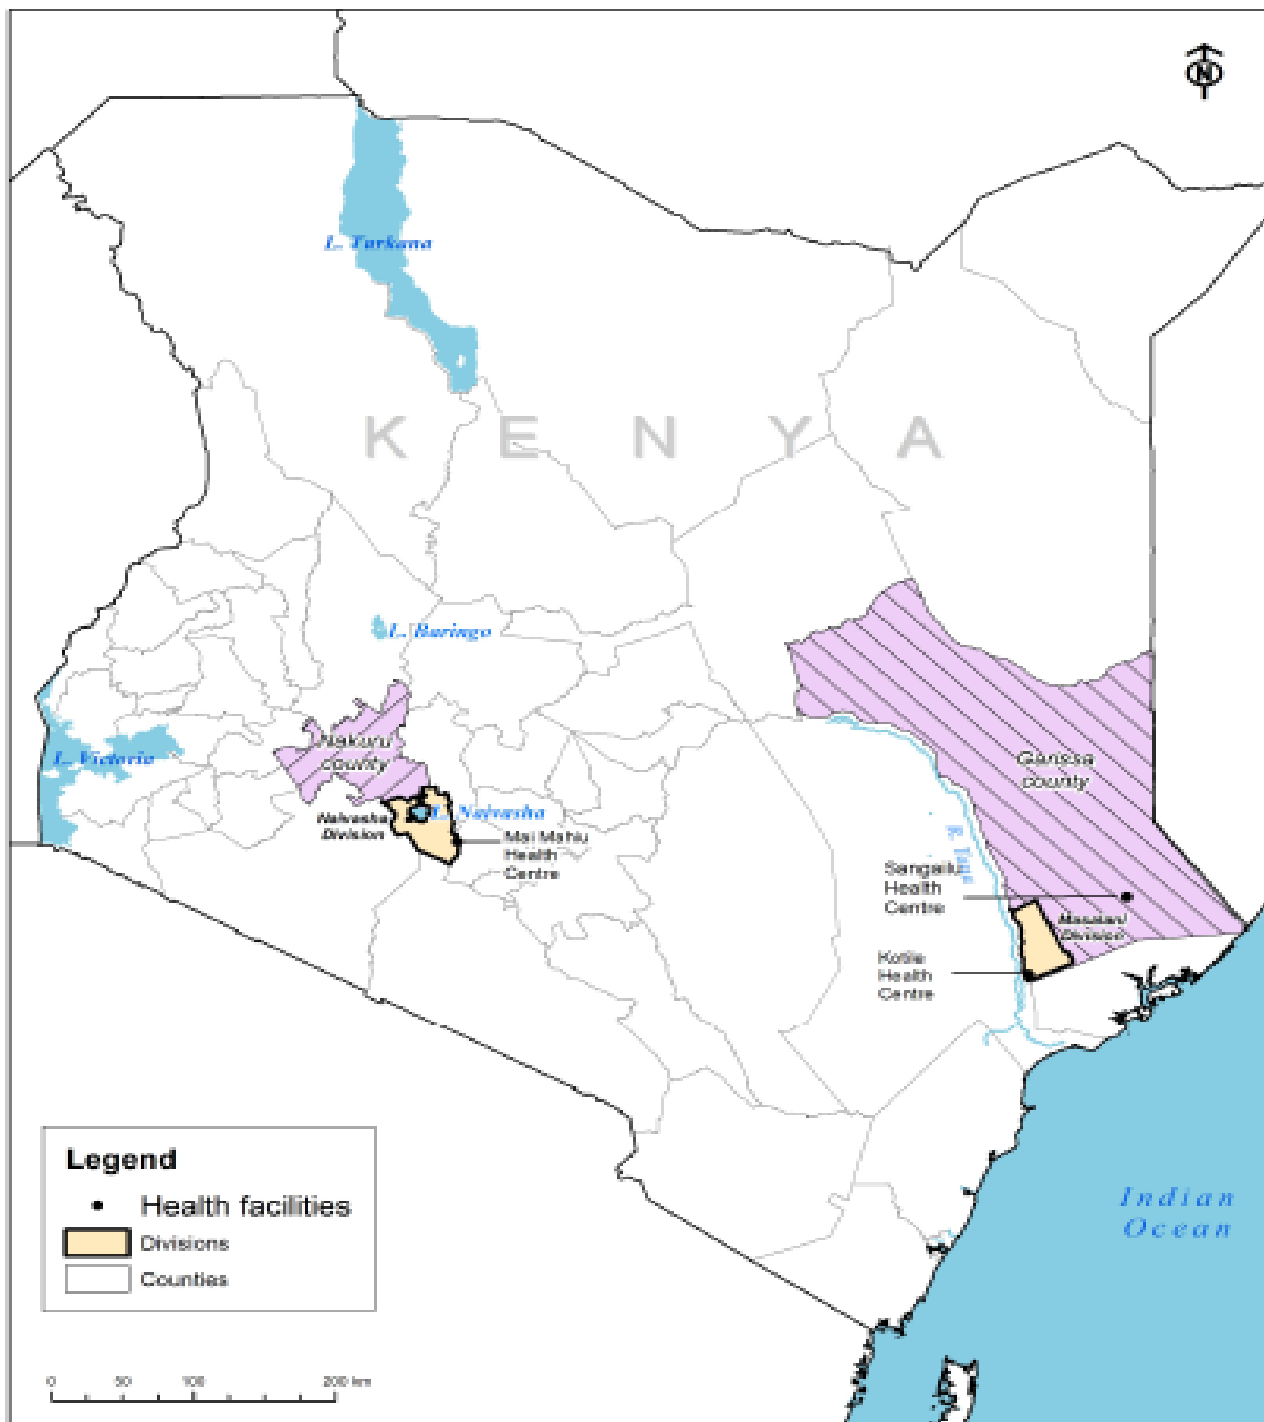 N
L. Turkana
KENYA
L. Baringo
Nakuru
county
L. Victoria
Garissa
county
L. Naivasha
Naivasha
Division
Mai Mahiu
Health
Centre
R. Tana
Sangailu
Health
Centre
Masalani
Division
Kotile
Health
Centre
Indian
Ocean
Legend
Health facilities
Divisions
Counties
0 50 100 200 km